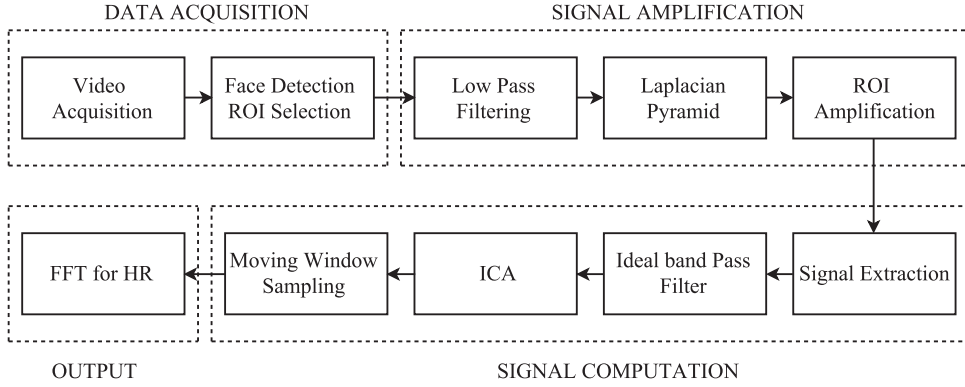 DATA ACQUISITION
SIGNAL AMPLIFICATION
Video
Acquisition
Face Detection
ROI Selection
Low Pass
Filtering
Laplacian
Pyramid
ROI
Amplification
FFT for HR
Moving Window
Sampling
ICA
Ideal band Pass
Filter
Signal Extraction
OUTPUT
SIGNAL COMPUTATION